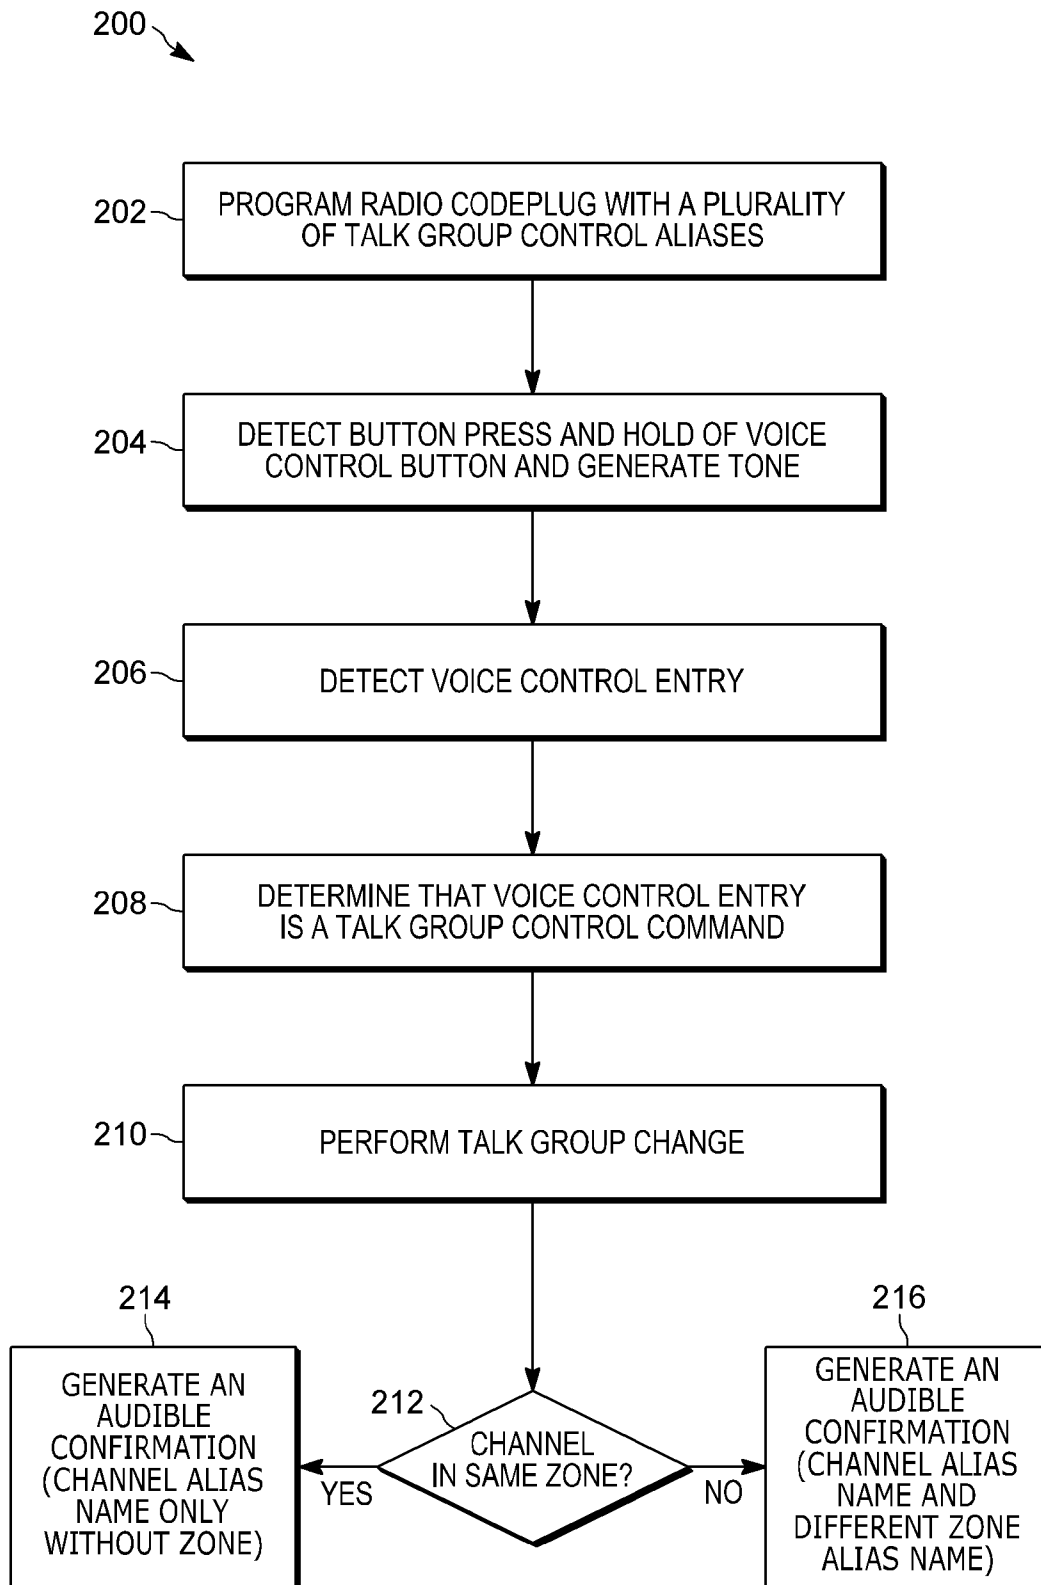 200
202
PROGRAM RADIO CODEPLUG WITH A PLURALITY
OF TALK GROUP CONTROL ALIASES
204
DETECT BUTTON PRESS AND HOLD OF VOICE
CONTROL BUTTON AND GENERATE TONE
206
DETECT VOICE CONTROL ENTRY
208
DETERMINE THAT VOICE CONTROL ENTRY
IS A TALK GROUP CONTROL COMMAND
210
PERFORM TALK GROUP CHANGE
212
CHANNEL
IN SAME ZONE?
YES
NO
214
GENERATE AN
AUDIBLE
CONFIRMATION
(CHANNEL ALIAS
NAME ONLY
WITHOUT ZONE)
216
GENERATE AN
AUDIBLE
CONFIRMATION
(CHANNEL ALIAS
NAME AND
DIFFERENT ZONE
ALIAS NAME)